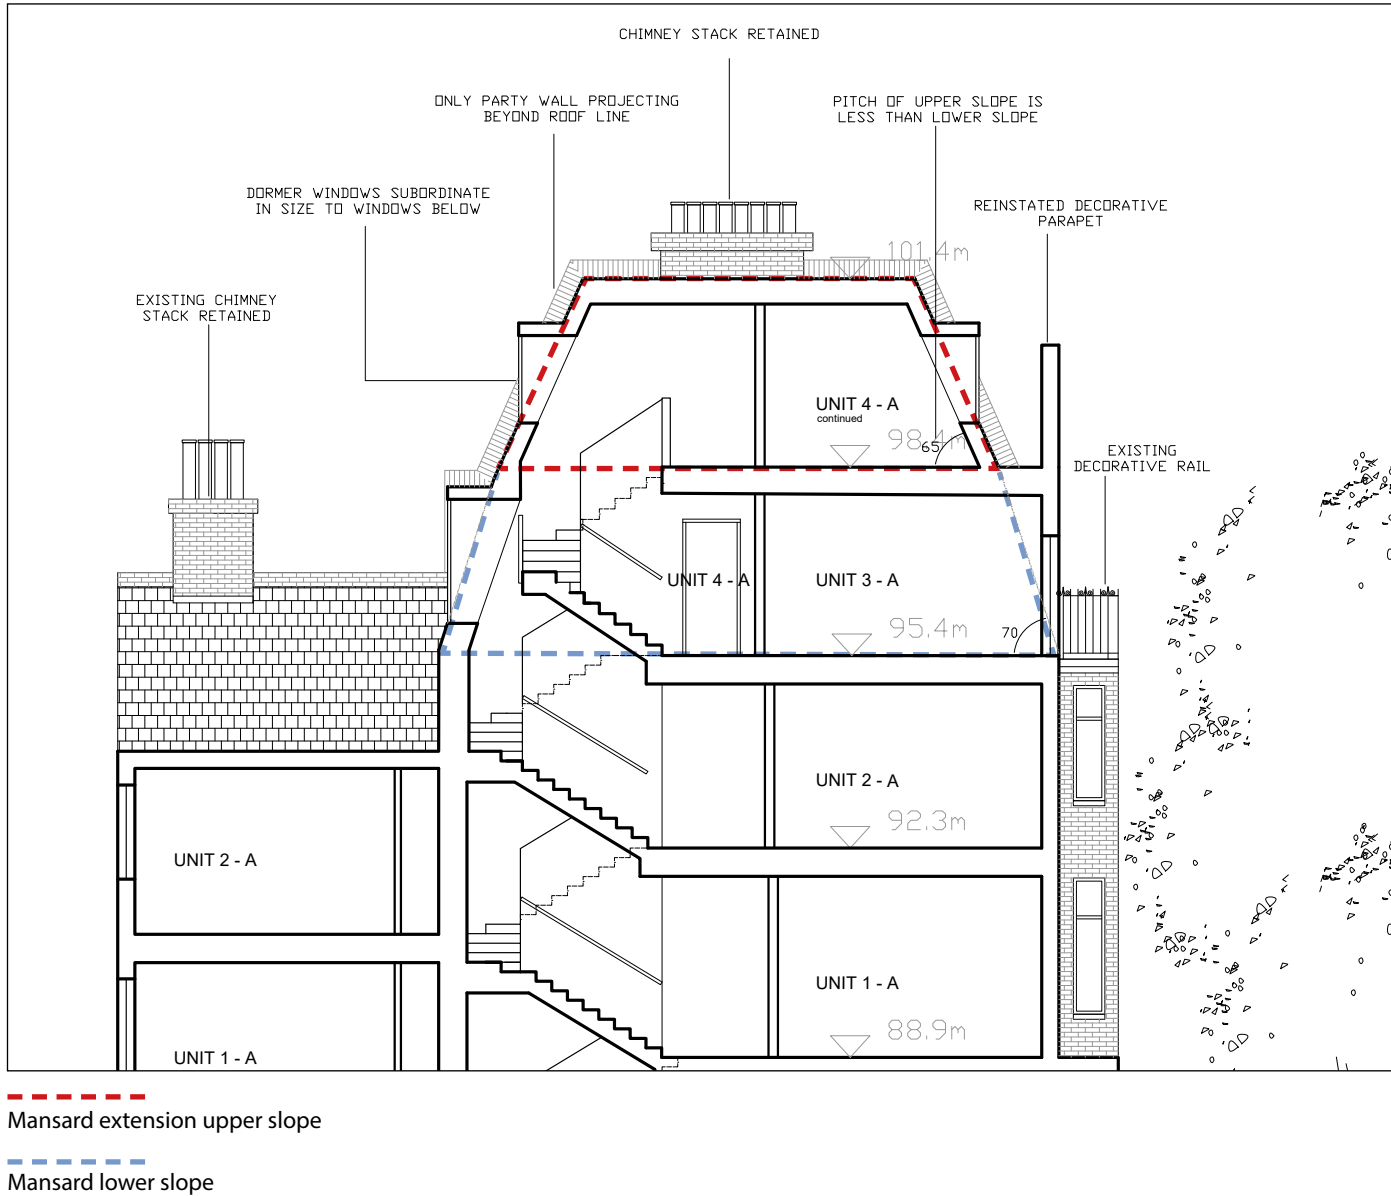 CHIMNEY STACK RETAINED
ONLY PARTY WALL PROJECTING
BEYOND ROOF LINE
PITCH OF UPPER SLOPE IS
LESS THAN LOWER SLOPE
DORMER WINDOWS SUBORDINATE
IN SIZE TO WINDOWS BELOW
REINSTATED DECORATIVE
PARAPET
101.4m
EXISTING CHIMNEY
STACK RETAINED
UNIT 4 - A
continued
98.4m
65
EXISTING
DECORATIVE RAIL
UNIT 4 - A
UNIT 3 - A
95.4m
70
UNIT 2 - A
92.3m
UNIT 2 - A
UNIT 1 - A
88.9m
UNIT 1 - A
Mansard extension upper slope
Mansard lower slope